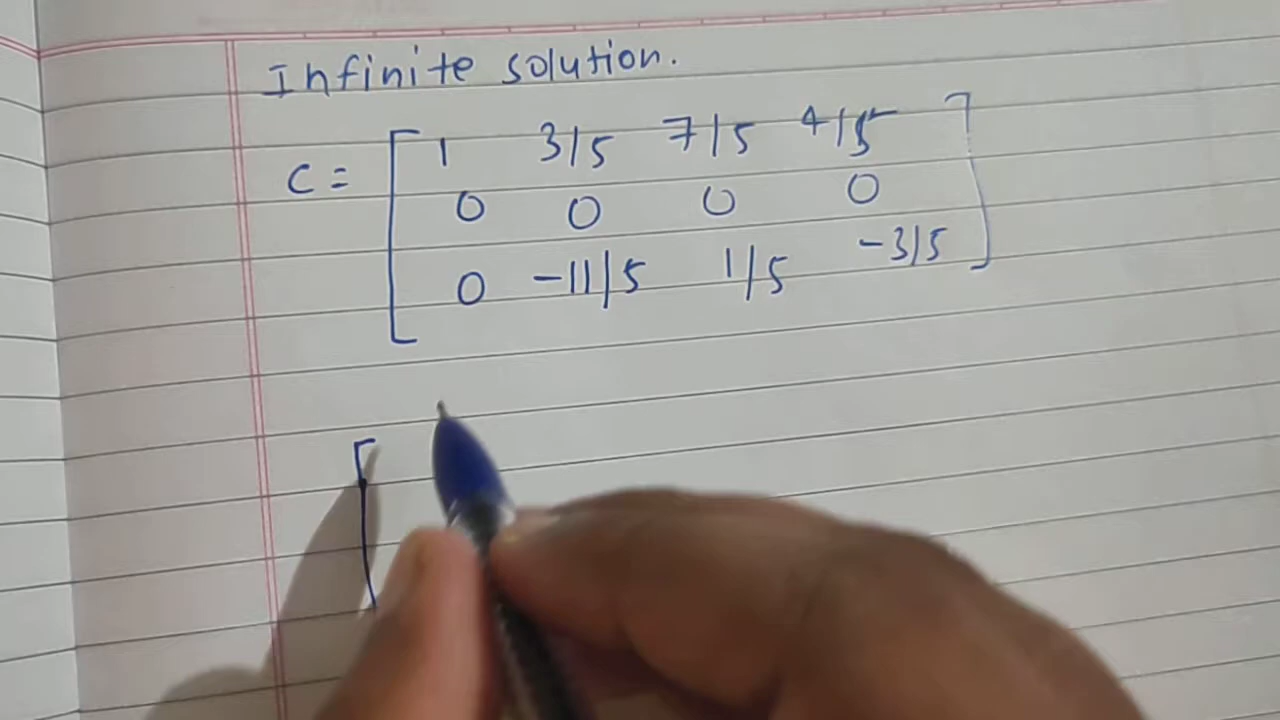 Infinite solution.
C = [ 1 3/5 7/5 4/5 ]
0 0 0 0
0 -11/5 1/5 -3/5
[